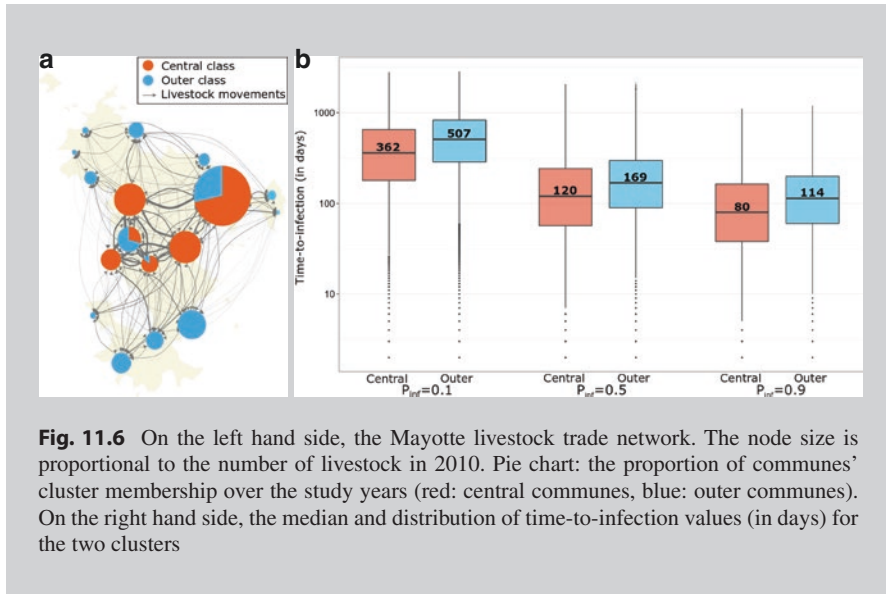 a
Central class
Outer class
Livestock movements
b
Time-to-infection (in days)
1000
100
10
362
507
120
169
80
114
Central Outer Central Outer Central Outer
Pinf=0.1 Pinf=0.5 Pinf=0.9
Fig. 11.6 On the left hand side, the Mayotte livestock trade network. The node size is
proportional to the number of livestock in 2010. Pie chart: the proportion of communes’
cluster membership over the study years (red: central communes, blue: outer communes).
On the right hand side, the median and distribution of time-to-infection values (in days) for
the two clusters